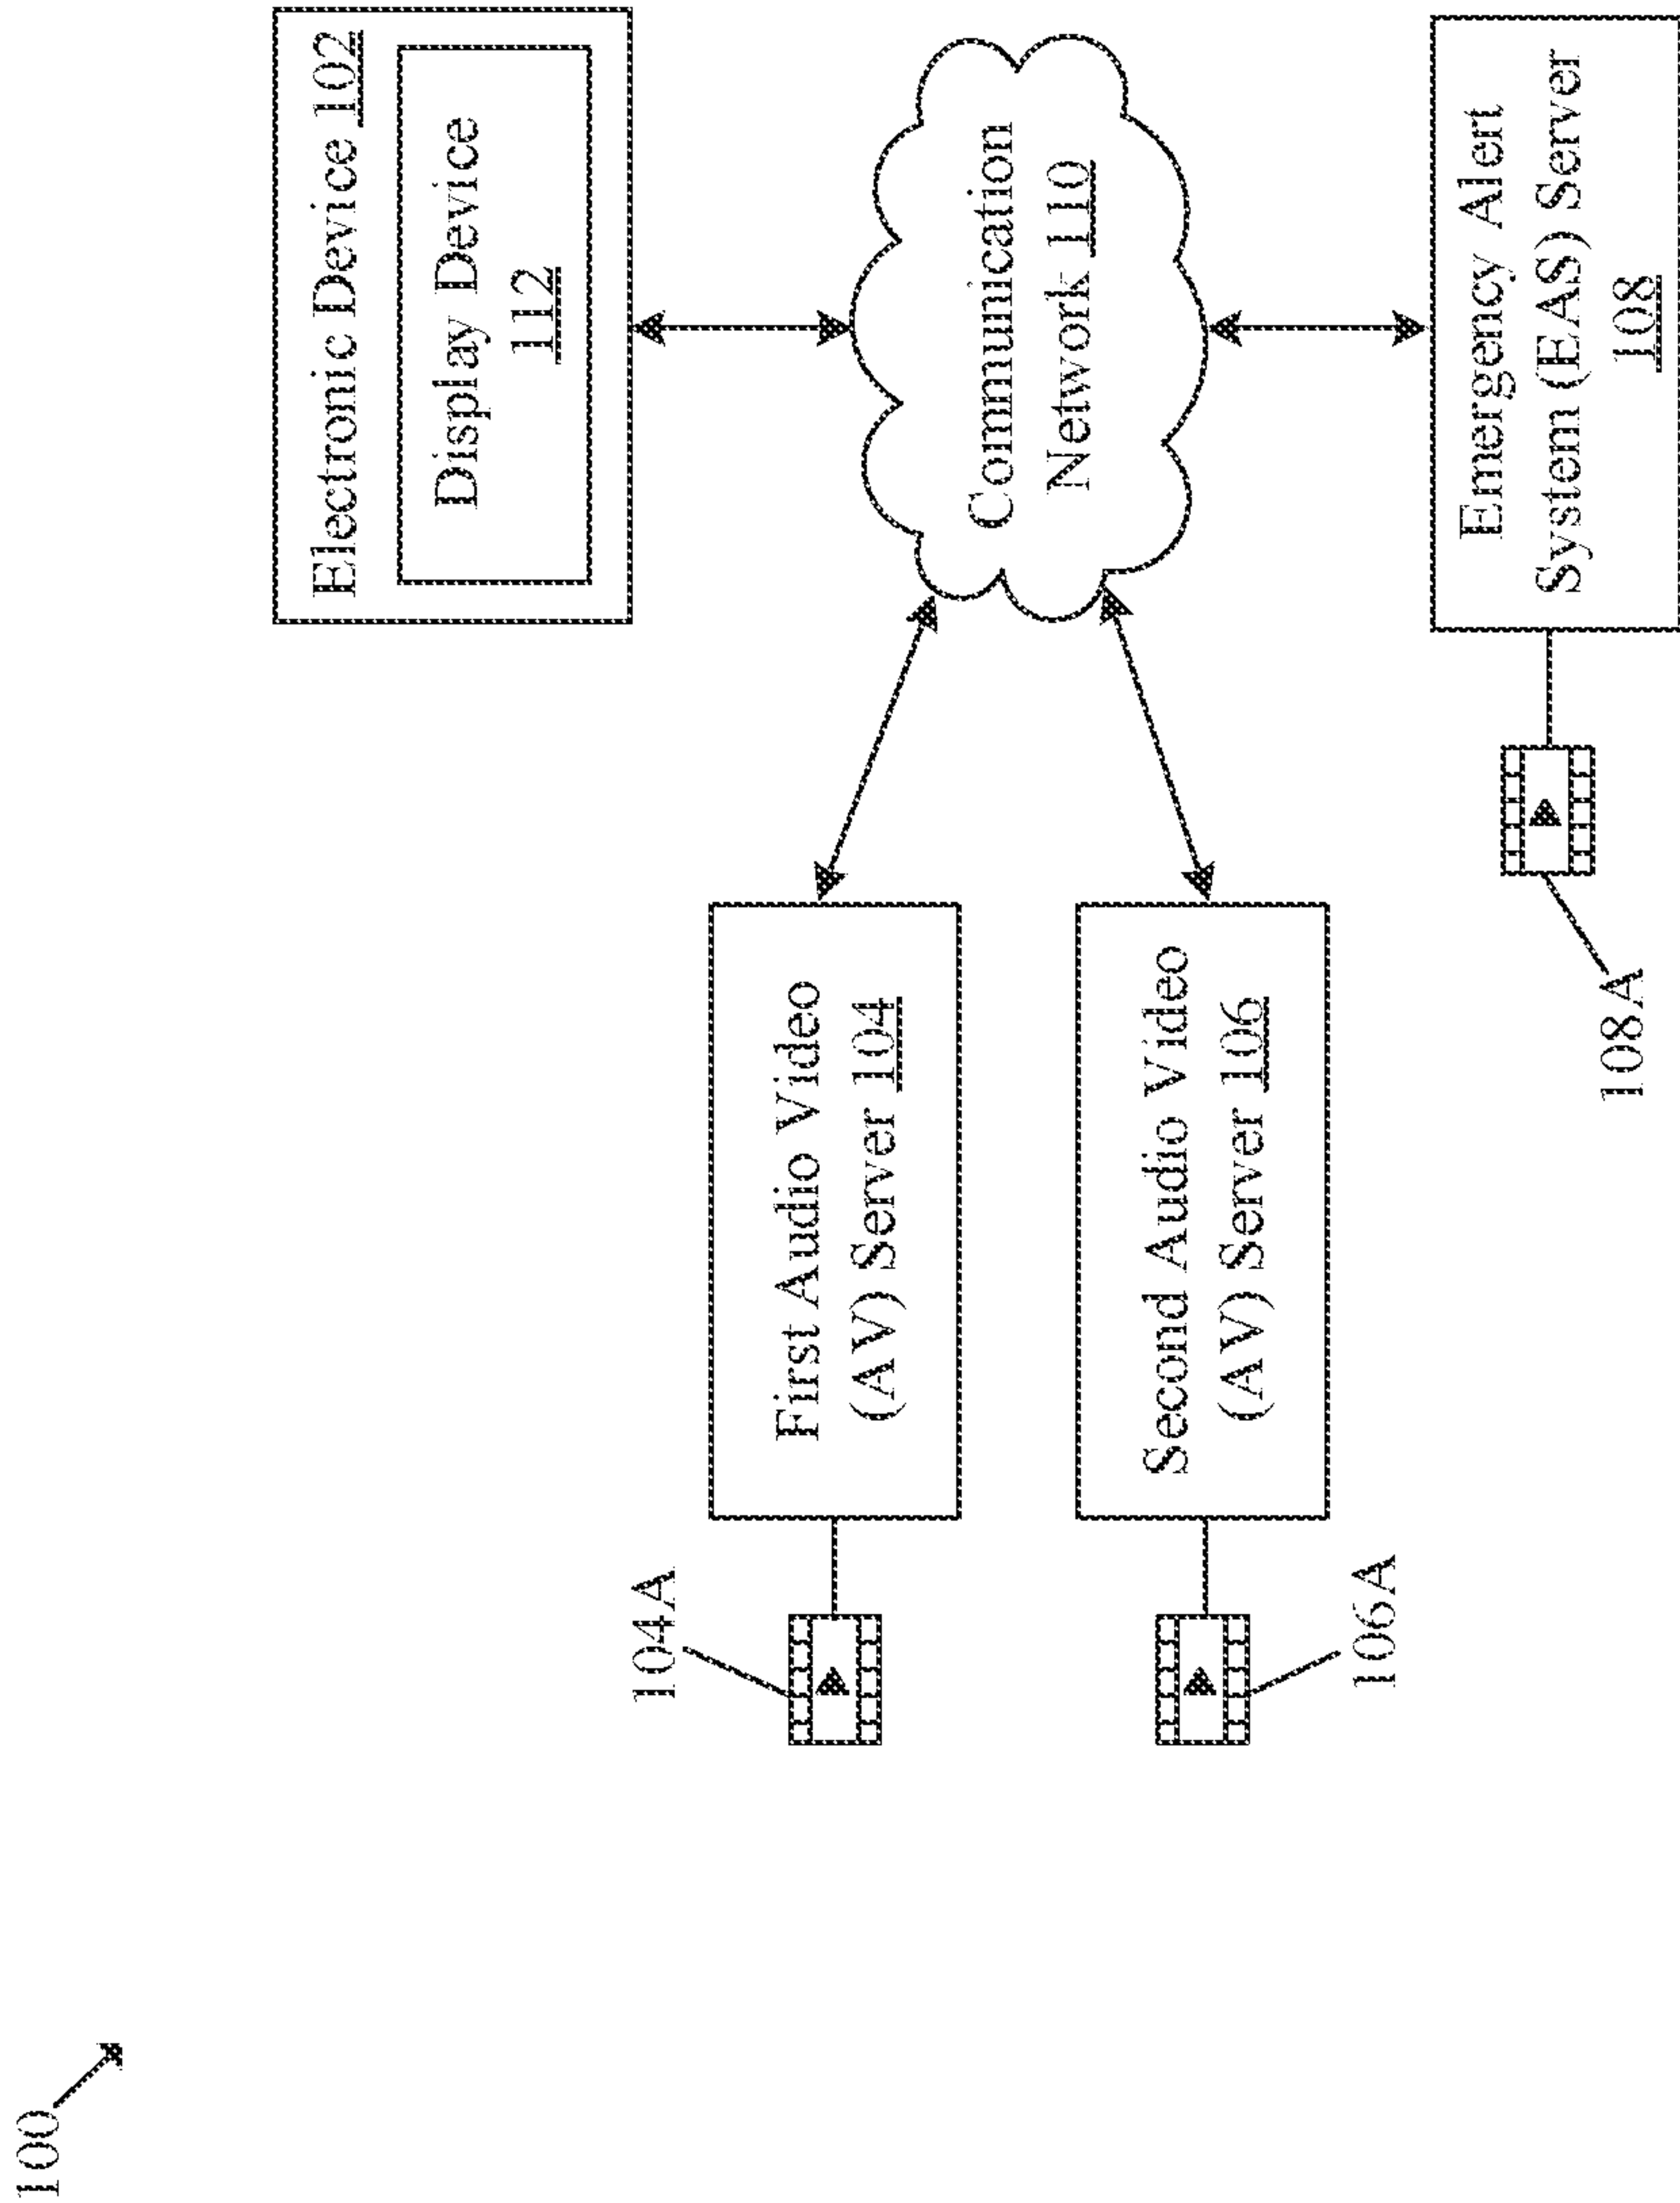 100
Electronic Device 102
Display Device
112
104A
First Audio Video
(AV) Server 104
Communication
Network 110
Second Audio Video
(AV) Server 106
106A
Emergency Alert
System (EAS) Server
108
108A